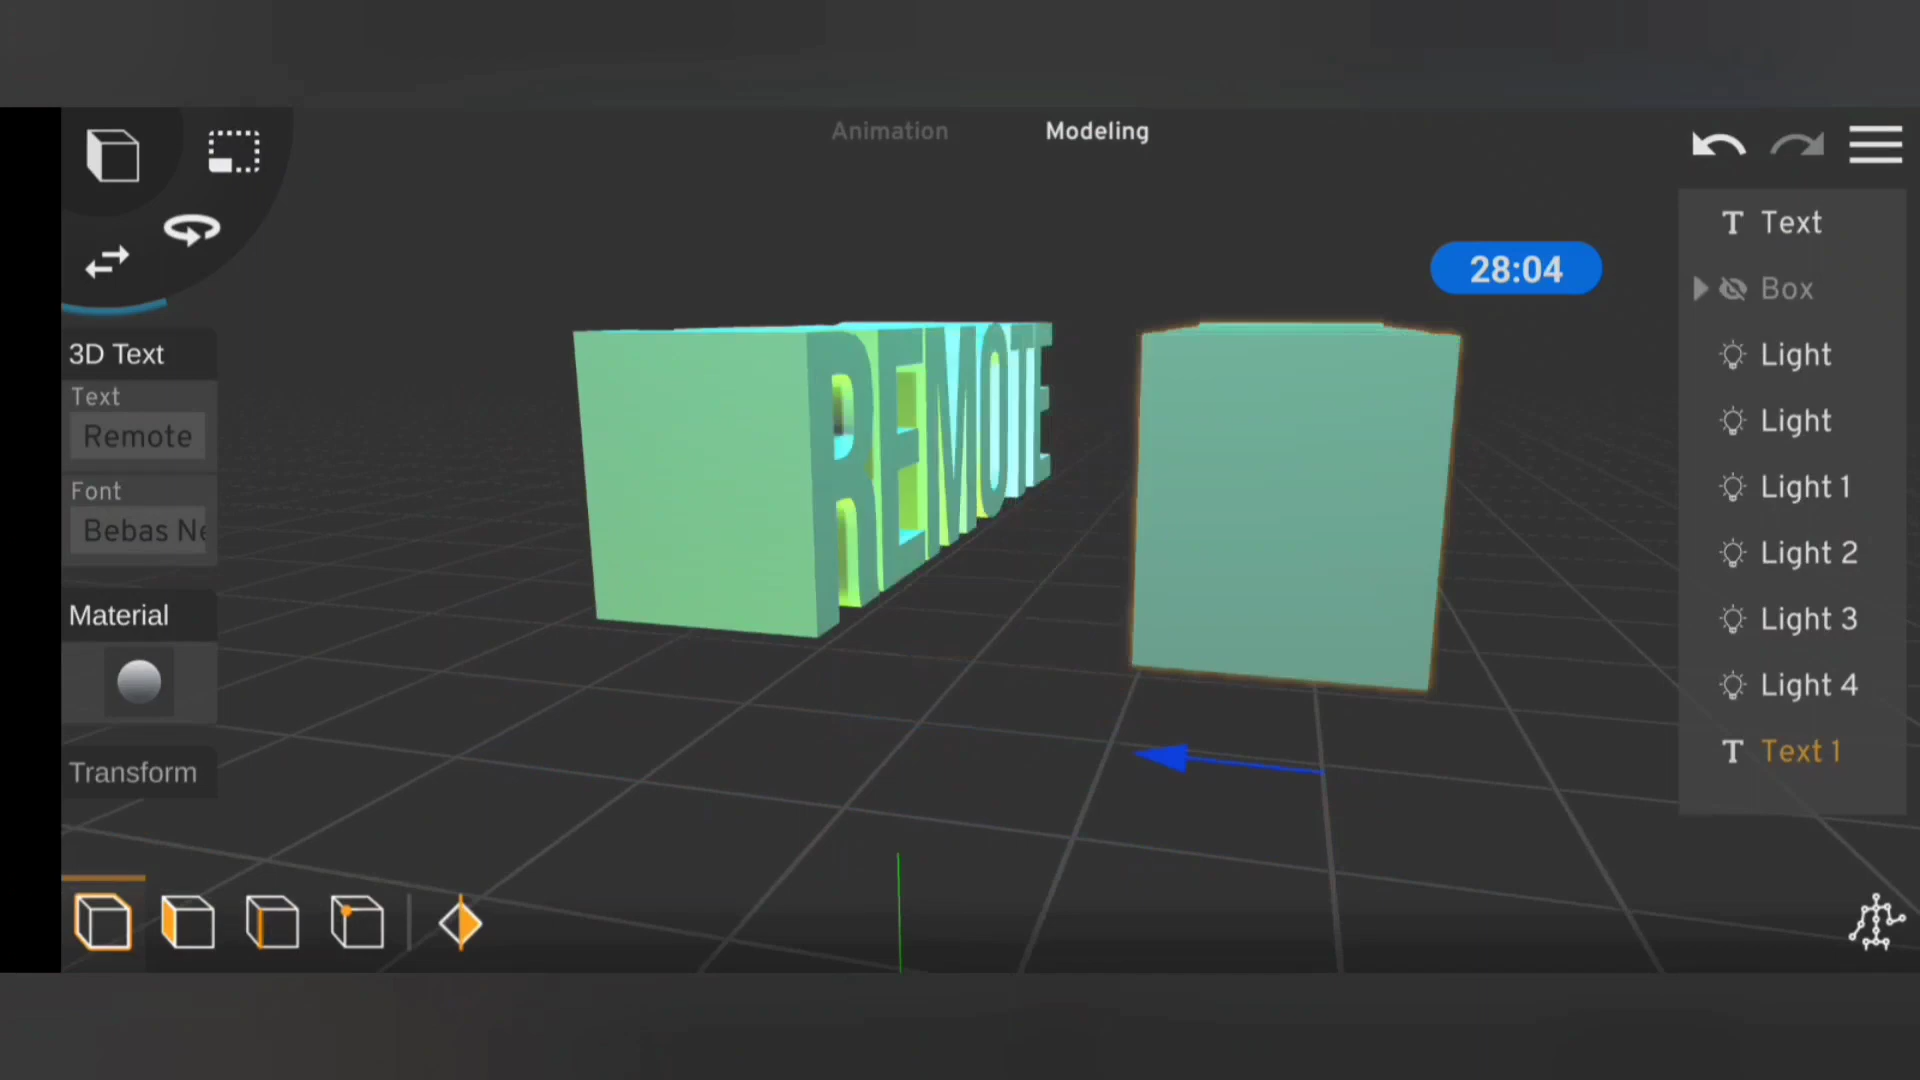 Animation Modeling
28:04
3D Text
Text
Remote
Font
Bebas Ne
Material
Transform
REMOTE
Text
Box
Light
Light
Light 1
Light 2
Light 3
Light 4
Text 1